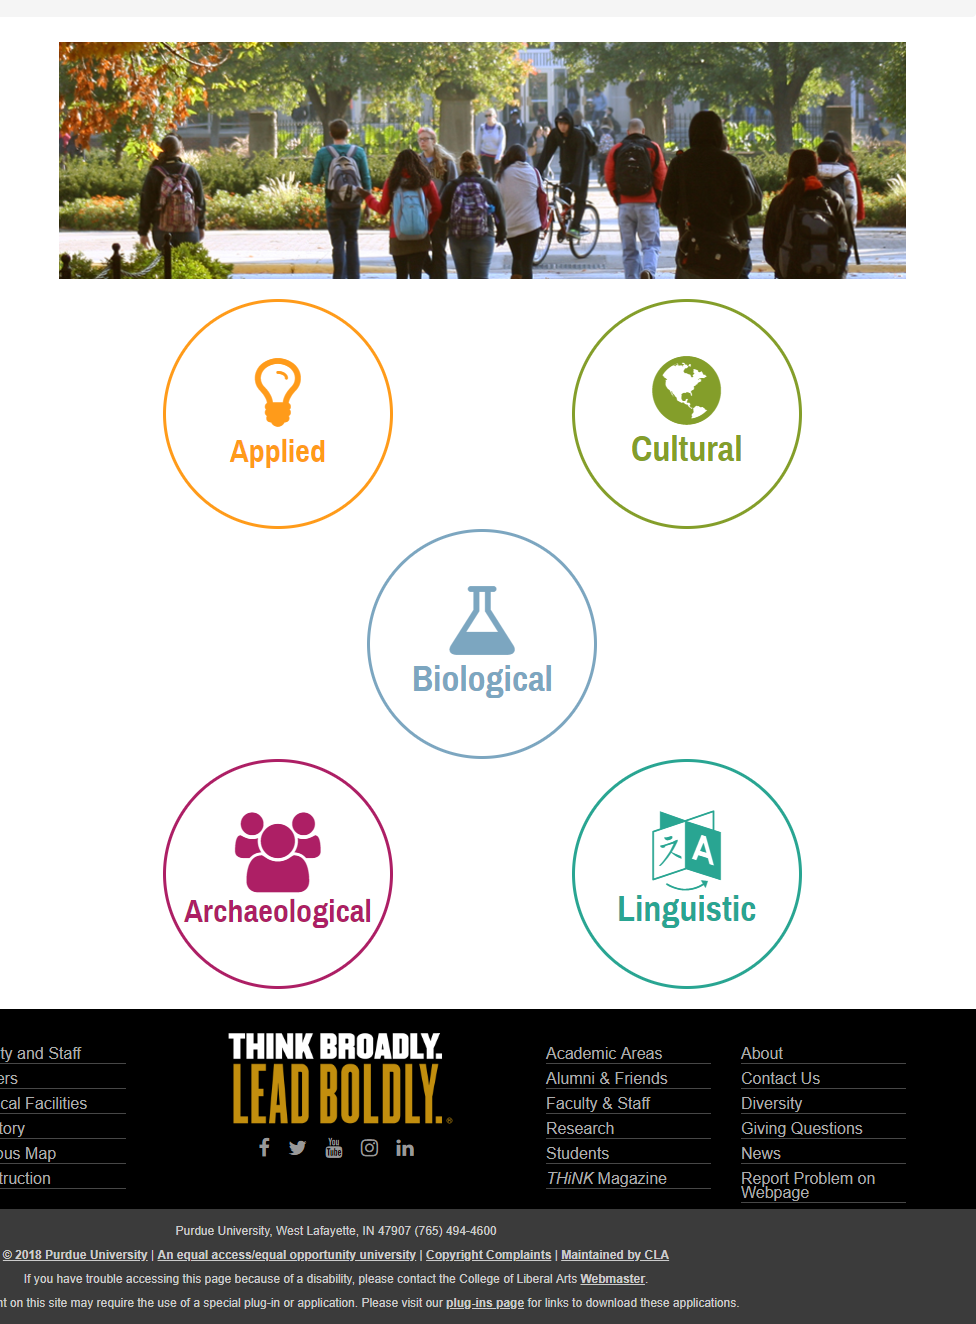 Applied
Cultural
Biological
Archaeological
Linguistic
ty and Staff
ers
cal Facilities
tory
ous Map
truction
THINK BROADLY.
LEAD BOLDLY.®
You
Tube
Academic Areas
Alumni & Friends
Faculty & Staff
Research
Students
THiNK Magazine
About
Contact Us
Diversity
Giving Questions
News
Report Problem on
Webpage
Purdue University, West Lafayette, IN 47907 (765) 494-4600
© 2018 Purdue University | An equal access/equal opportunity university | Copyright Complaints | Maintained by CLA
If you have trouble accessing this page because of a disability, please contact the College of Liberal Arts Webmaster.
nt on this site may require the use of a special plug-in or application. Please visit our plug-ins page for links to download these applications.